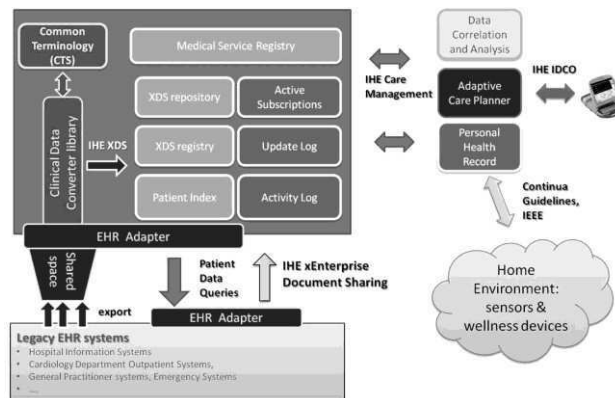 Common
Terminology
(CTS)
Medical Service Registry
XDS repository
Active
Subscriptions
Clinical Data
Converter library
IHE XDS
XDS registry
Update Log
Patient Index
Activity Log
EHR Adapter
Shared
space
export
Patient
Data
Queries
IHE xEnterprise
Document Sharing
EHR Adapter
Legacy EHR systems
• Hospital Information Systems
• Cardiology Department Outpatient Systems,
• General Practitioner systems, Emergency Systems
• ....
IHE Care
Management
Data
Correlation
and Analysis
Adaptive
Care Planner
IHE IDCO
Personal
Health
Record
Continua
Guidelines,
IEEE
Home
Environment:
sensors &
wellness devices